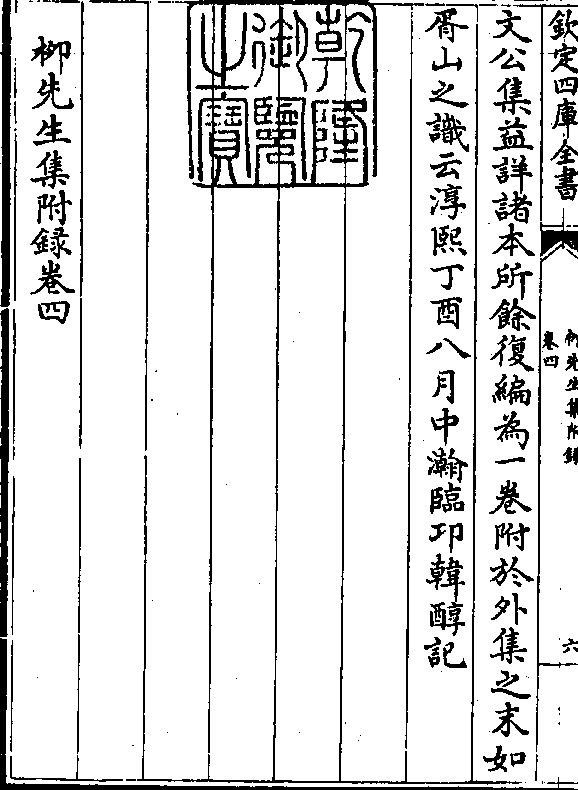 欽定四庫全書
柳先生集附録
卷四
六
文公集益詳諸本所餘復編為一卷附於外集之末如
胥山之識云淳熙丁酉八月中瀚臨邛韓醇記
乾隆
御覽
之寶
柳先生集附録卷四